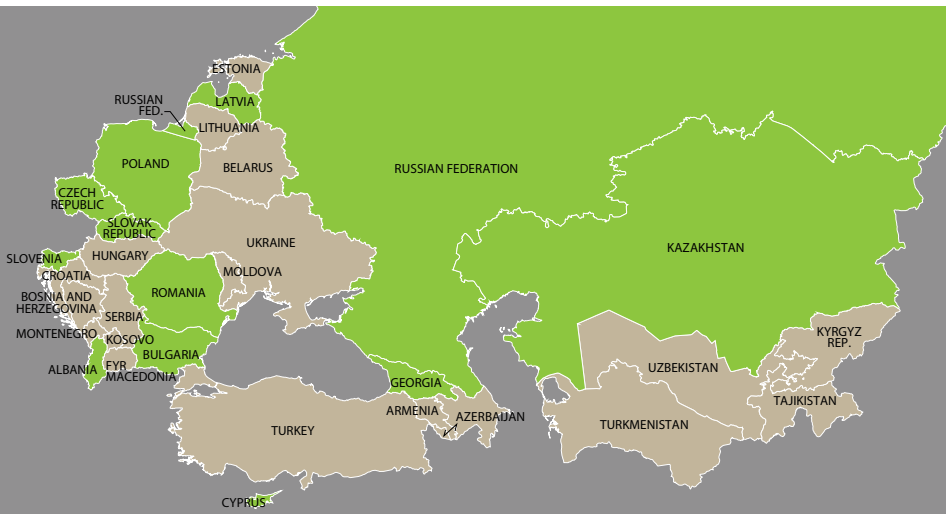 ESTONIA
RUSSIAN
FED.
LATVIA
LITHUANIA
POLAND
BELARUS
RUSSIAN FEDERATION
CZECH
REPUBLIC
SLOVAK
REPUBLIC
UKRAINE
KAZAKHSTAN
SLOVENIA
HUNGARY
CROATIA
MOLDOVA
ROMANIA
BOSNIA AND
HERZEGOVINA
SERBIA
MONTENEGRO
KOSOVO
KYRGYZ
REP.
BULGARIA
ALBANIA
FYR
MACEDONIA
UZBEKISTAN
GEORGIA
TAJIKISTAN
ARMENIA
AZERBAIJAN
TURKMENISTAN
TURKEY
CYPRUS